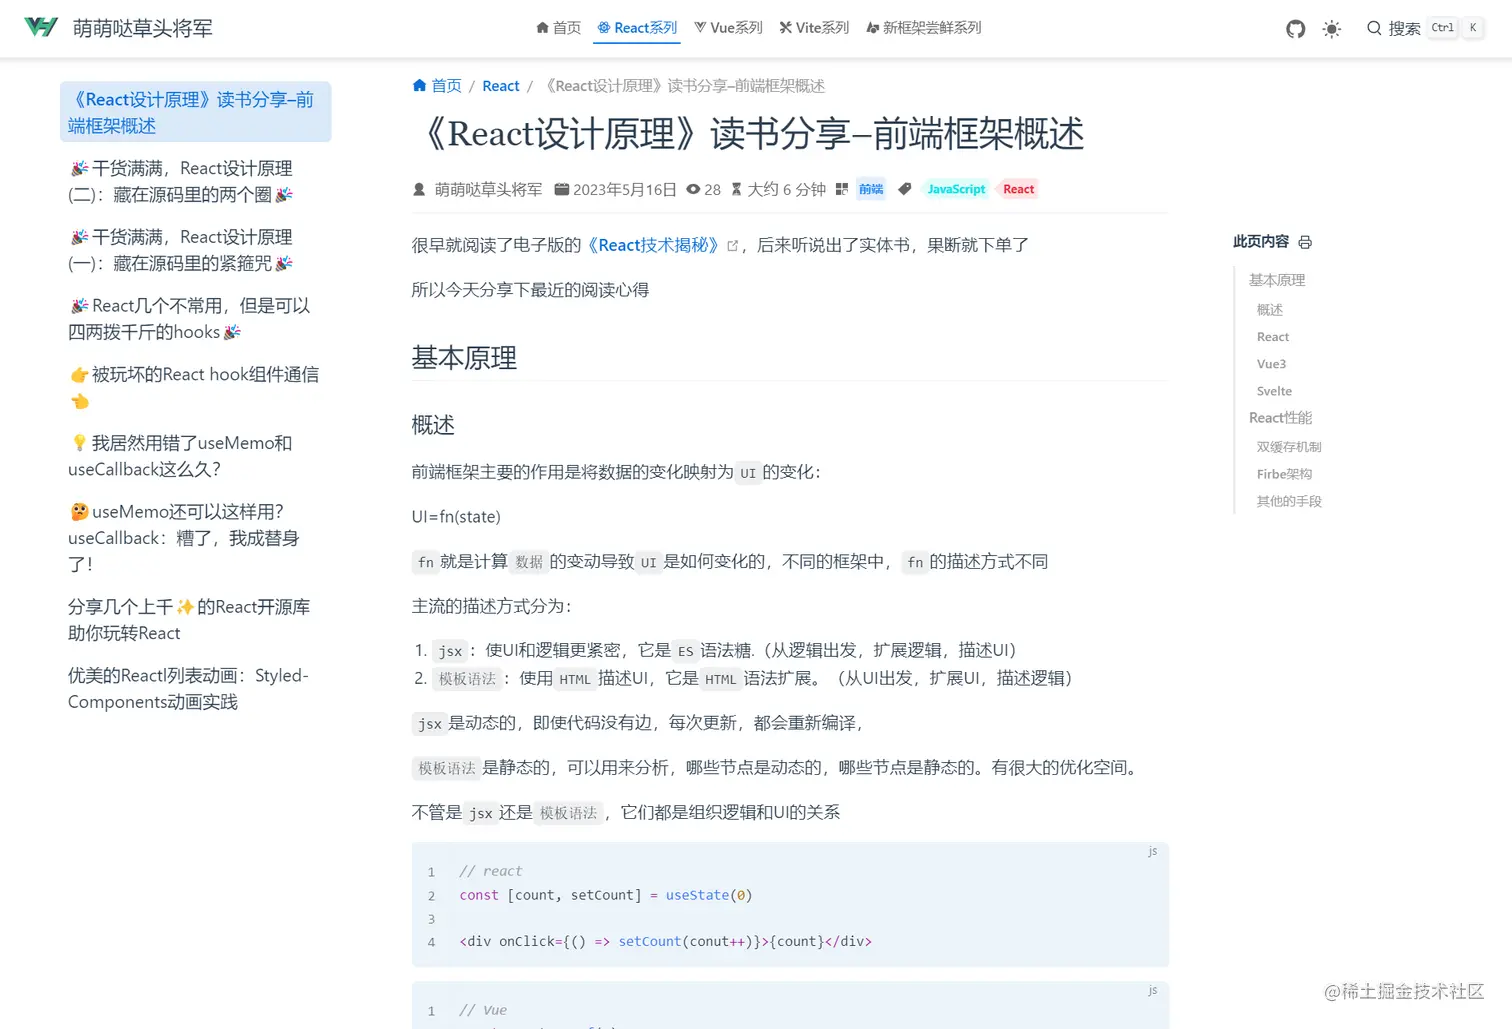 萌萌哒草头将军
首页 React系列 Vue系列 Vite系列 新框架尝鲜系列
搜索 Ctrl K
《React设计原理》读书分享–前
端框架概述
🎉干货满满，React设计原理
(二)：藏在源码里的两个圈🎉
🎉干货满满，React设计原理
(一)：藏在源码里的紧箍咒🎉
🎉React几个不常用，但是可以
四两拨千斤的hooks🎉
👉被玩坏的React hook组件通信
👈
💡我居然用错了useMemo和
useCallback这么久？
🤔useMemo还可以这样用？
useCallback：糟了，我成替身
了！
分享几个上千✨的React开源库
助你玩转React
优美的Reactl列表动画：Styled-
Components动画实践
首页 / React / 《React设计原理》读书分享–前端框架概述
《React设计原理》读书分享–前端框架概述
萌萌哒草头将军 2023年5月16日 28 大约 6 分钟 前端 JavaScript React
很早就阅读了电子版的《React技术揭秘》，后来听说出了实体书，果断就下单了
所以今天分享下最近的阅读心得
基本原理
概述
前端框架主要的作用是将数据的变化映射为 UI 的变化：
UI=fn(state)
fn 就是计算 数据 的变动导致 UI 是如何变化的，不同的框架中， fn 的描述方式不同
主流的描述方式分为：
1. jsx ：使UI和逻辑更紧密，它是 ES 语法糖.（从逻辑出发，扩展逻辑，描述UI）
2. 模板语法 ：使用 HTML 描述UI，它是 HTML 语法扩展。（从UI出发，扩展UI，描述逻辑）
jsx 是动态的，即使代码没有边，每次更新，都会重新编译，
模板语法 是静态的，可以用来分析，哪些节点是动态的，哪些节点是静态的。有很大的优化空间。
不管是 jsx 还是 模板语法 ，它们都是组织逻辑和UI的关系
js
1 // react
2 const [count, setCount] = useState(0)
3
4 <div onClick={() => setCount(conut++)}>{count}</div>
js
1 // Vue
此页内容
基本原理
概述
React
Vue3
Svelte
React性能
双缓存机制
Firbe架构
其他的手段
@稀土掘金技术社区